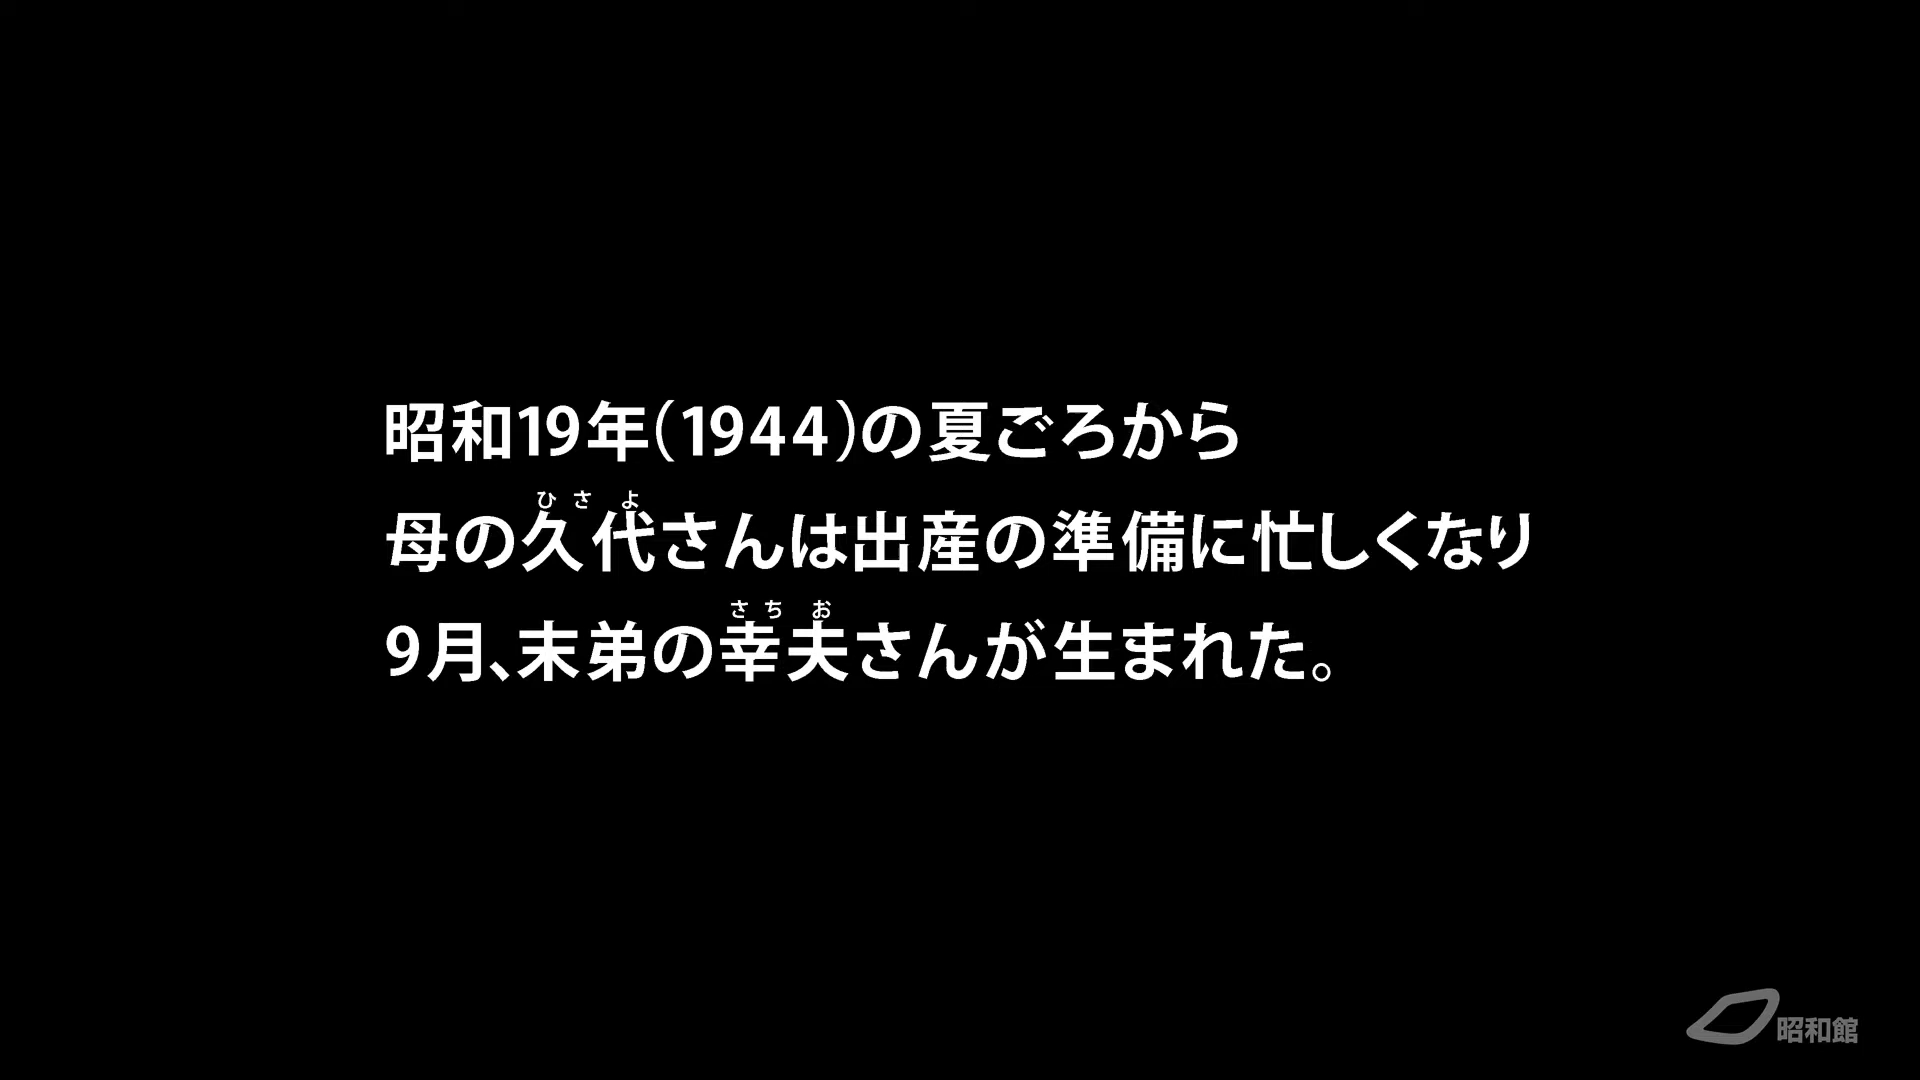 昭和19年(1944)の夏ごろから
ひさよ
母の久代さんは出産の準備に忙しくなり
さちお
9月、末弟の幸夫さんが生まれた。
昭和館